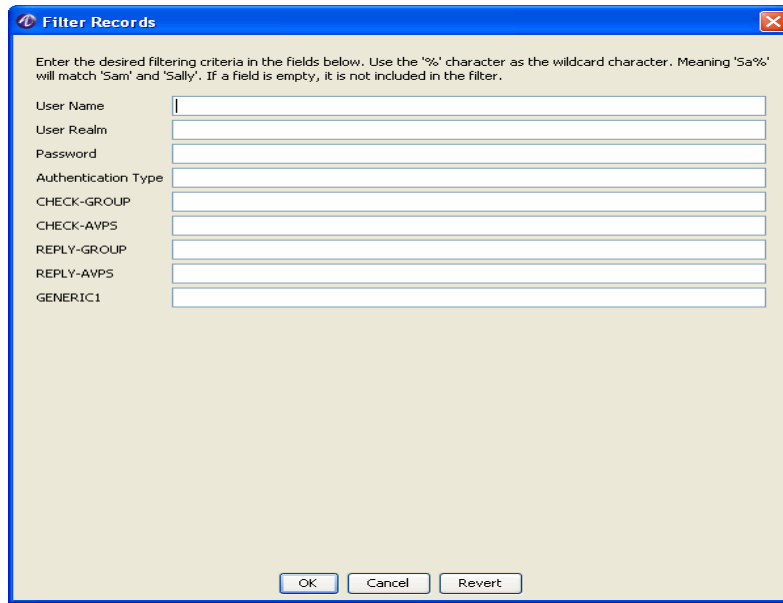 Filter Records
Enter the desired filtering criteria in the fields below. Use the '%' character as the wildcard character. Meaning 'Sa%'
will match 'Sam' and 'Sally'. If a field is empty, it is not included in the filter.
User Name
User Realm
Password
Authentication Type
CHECK-GROUP
CHECK-AVPS
REPLY-GROUP
REPLY-AVPS
GENERIC1
OK Cancel Revert